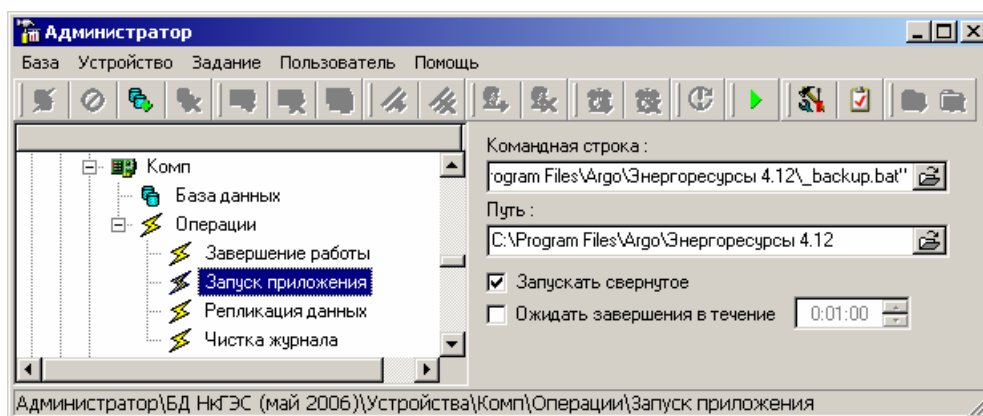 Администратор
База Устройство Задание Пользователь Помощь
Комп
База данных
Операции
Завершение работы
Запуск приложения
Репликация данных
Чистка журнала
Командная строка :
rogram Files\Argo\Энергоресурсы 4.12\_backup.bat"
Путь :
C:\Program Files\Argo\Энергоресурсы 4.12
Запускать свернутое
Ожидать завершения в течение 0:01:00
Администратор\БД НкГЭС (май 2006)\Устройства\Комп\Операции\Запуск приложения